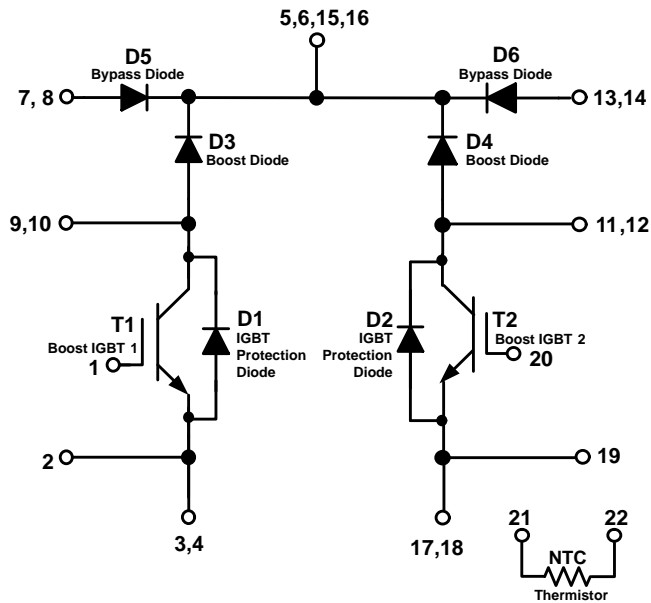 5,6,15,16
D5
Bypass Diode
D6
Bypass Diode
7, 8
13,14
D3
Boost Diode
D4
Boost Diode
9,10
11,12
T1
Boost IGBT 1
1
D1
IGBT
Protection
Diode
D2
IGBT
Protection
Diode
T2
Boost IGBT 2
20
2
19
3,4
17,18
21
22
NTC
Thermistor